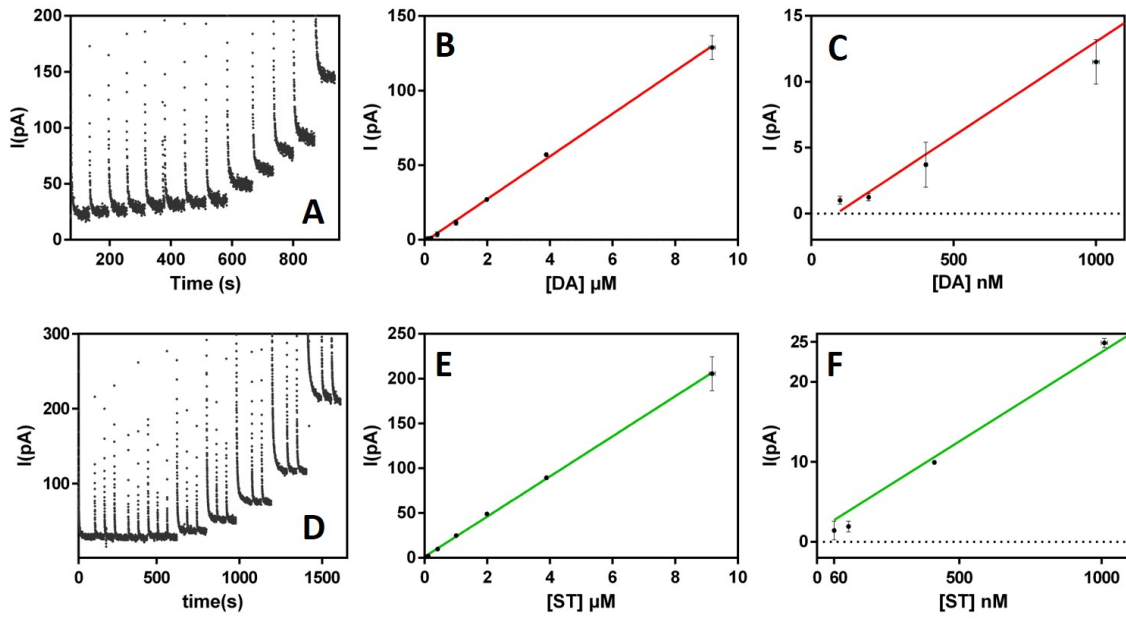 A
I(pA)
200
150
100
50
0
200 400 600 800
Time (s)
B
I (pA)
150
100
50
0
0 2 4 6 8 10
[DA] µM
C
I (pA)
15
10
5
0
0 500 1000
[DA] nM
D
I(pA)
300
200
100
0 500 1000 1500
time(s)
E
I(pA)
250
200
150
100
50
0
0 2 4 6 8 10
[ST] µM
F
I(pA)
25
20
10
0
0 60 500 1000
[ST] nM